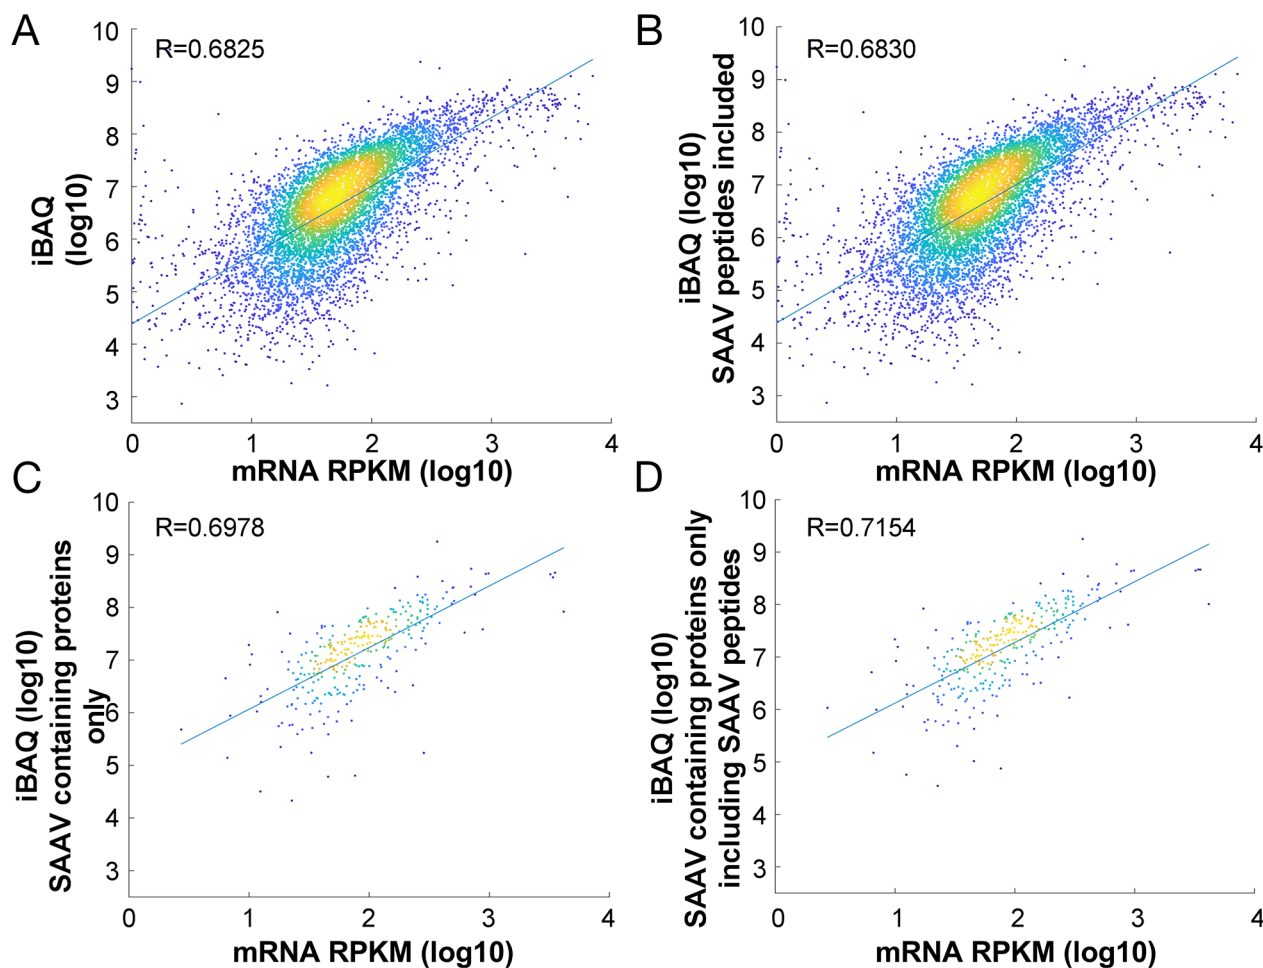 A
R=0.6825
10
9
8
7
6
5
4
3
iBAQ
(log10)
0
1
2
3
4
mRNA RPKM (log10)
B
R=0.6830
10
9
8
7
6
5
4
3
iBAQ (log10)
SAAV peptides included
0
1
2
3
4
mRNA RPKM (log10)
C
R=0.6978
10
9
8
7
6
5
4
3
iBAQ (log10)
SAAV containing proteins
only
0
1
2
3
4
mRNA RPKM (log10)
D
R=0.7154
10
9
8
7
6
5
4
3
iBAQ (log10)
SAAV containing proteins only
including SAAV peptides
0
1
2
3
4
mRNA RPKM (log10)